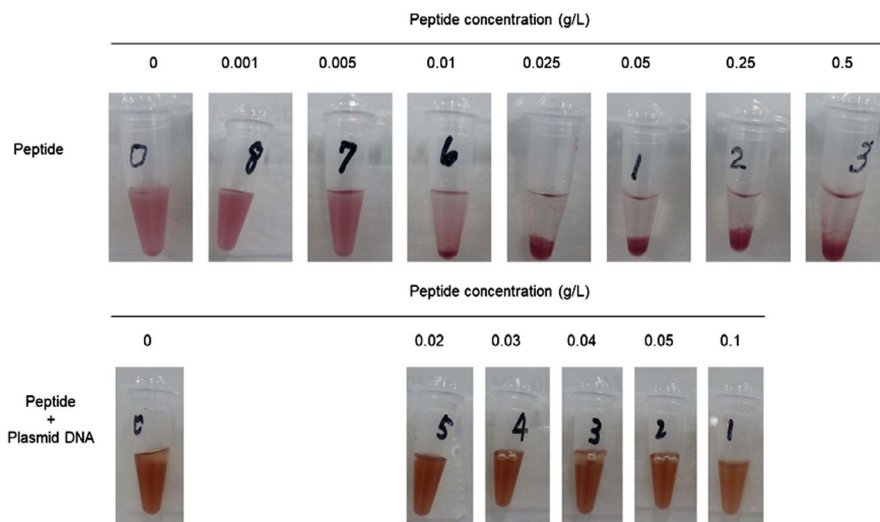 Peptide concentration (g/L)
0 0.001 0.005 0.01 0.025 0.05 0.25 0.5
Peptide
0 8 7 6 1 2 3
Peptide concentration (g/L)
0 0.02 0.03 0.04 0.05 0.1
Peptide
+
Plasmid DNA
0 5 4 3 2 1